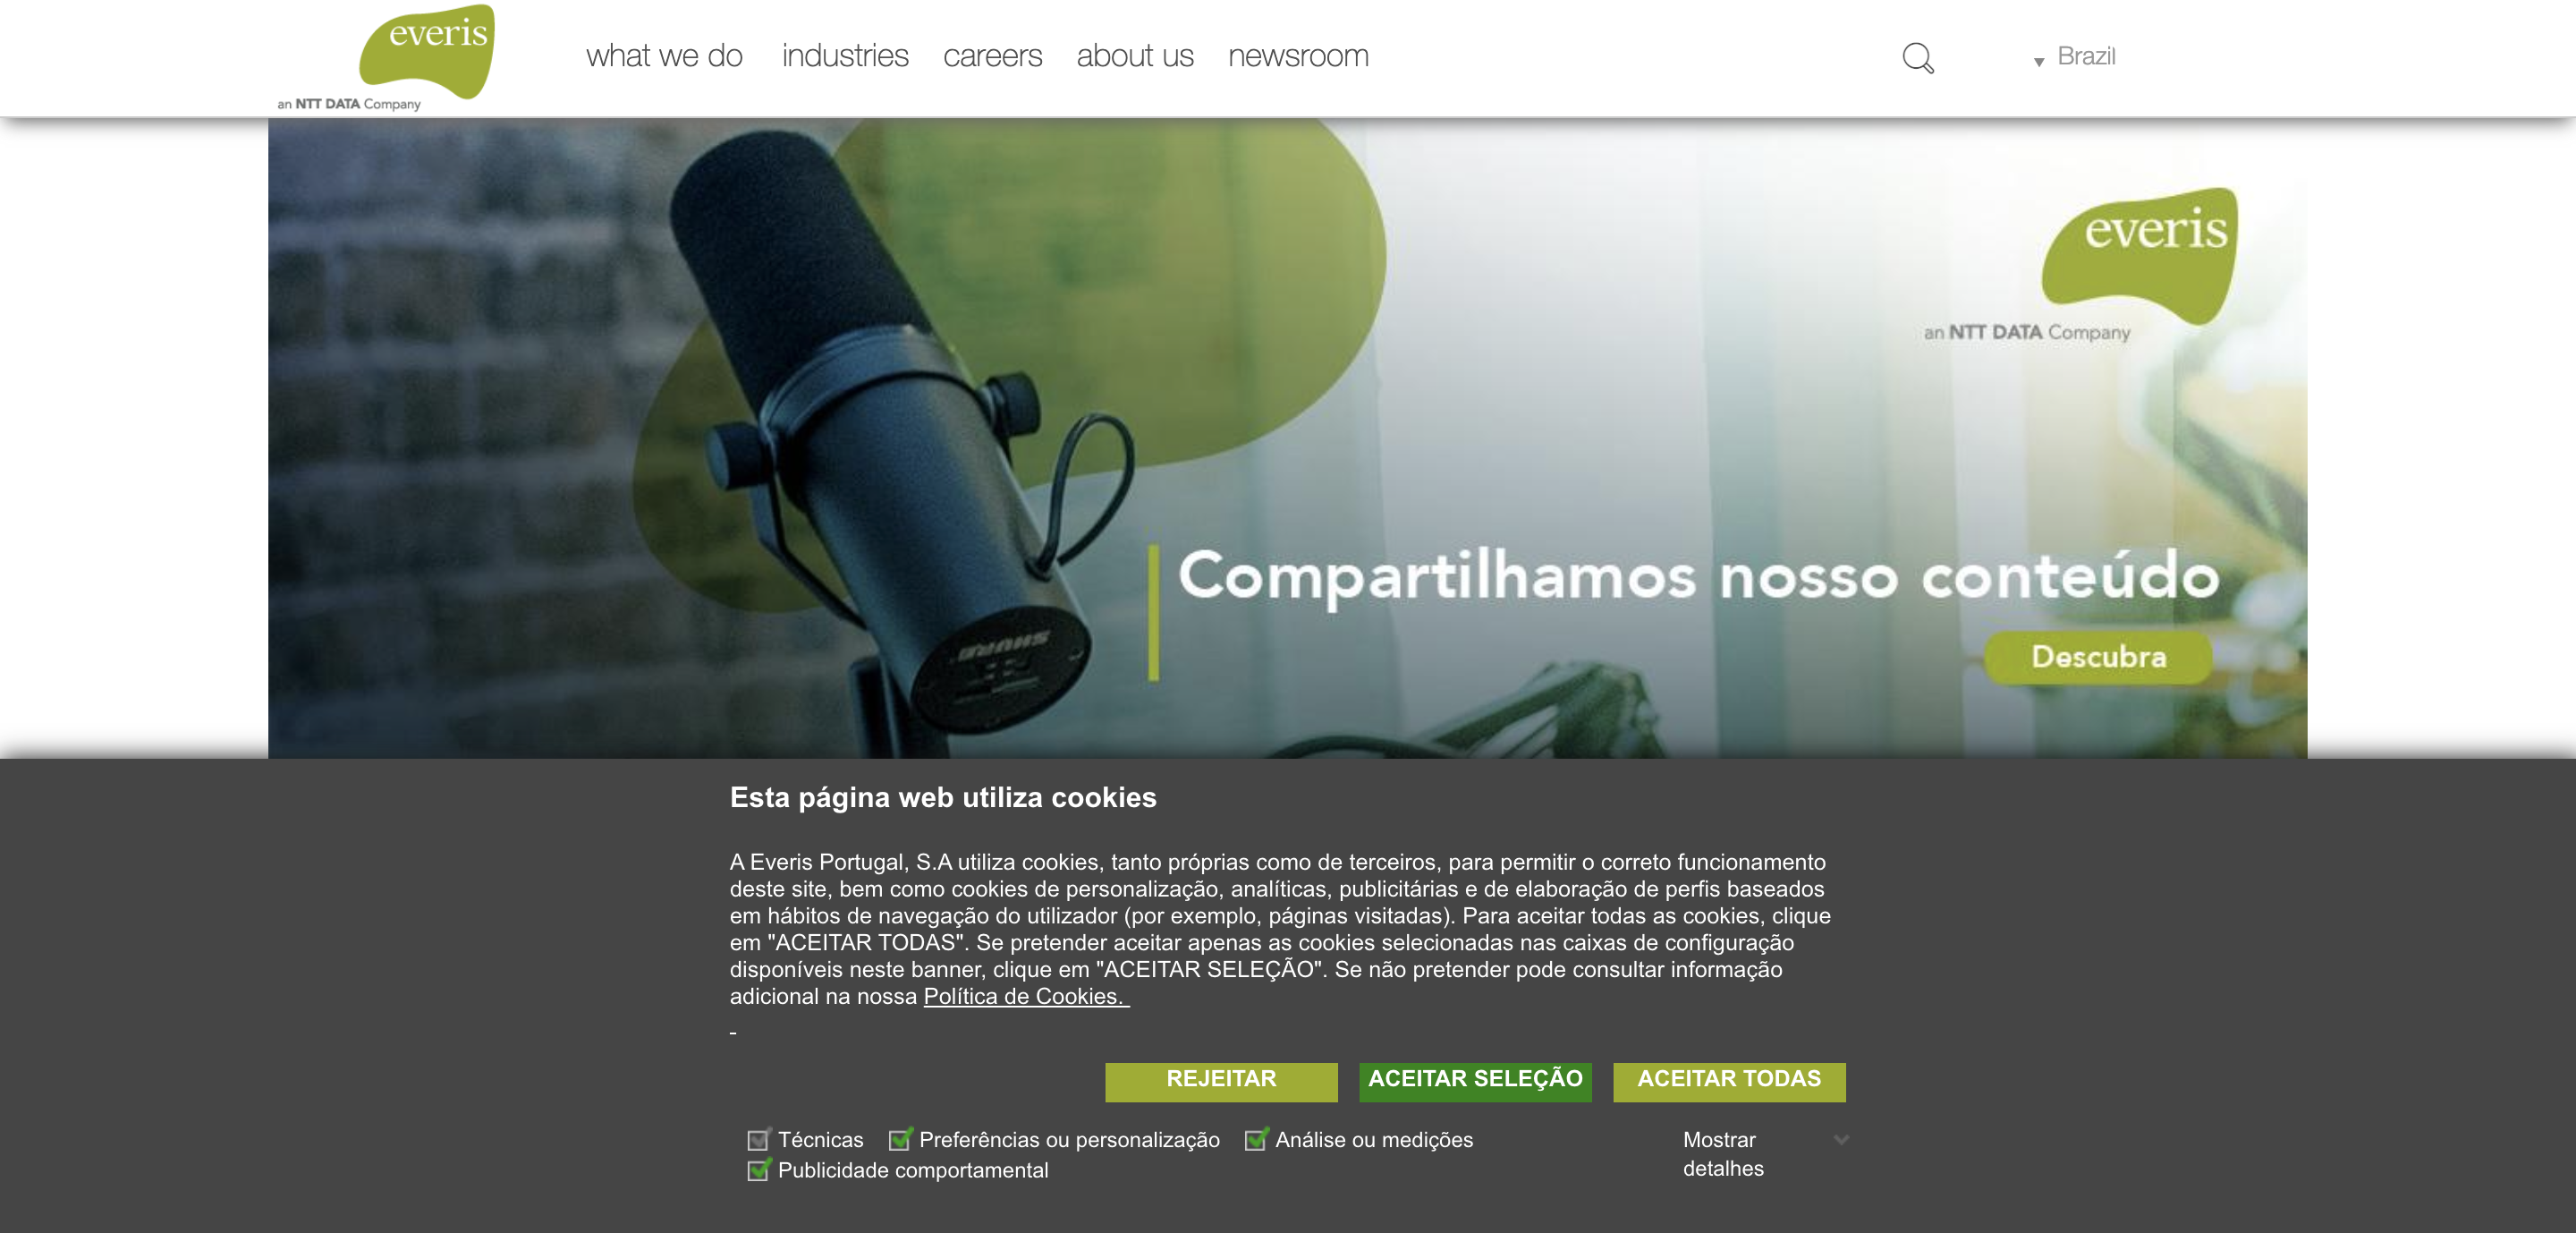 everis
an NTT DATA Company
what we do industries careers about us newsroom
Brazil
everis
an NTT DATA Company
SHURE
Compartilhamos nosso conteúdo
Descubra
Esta página web utiliza cookies
A Everis Portugal, S.A utiliza cookies, tanto próprias como de terceiros, para permitir o correto funcionamento
deste site, bem como cookies de personalização, analíticas, publicitárias e de elaboração de perfis baseados
em hábitos de navegação do utilizador (por exemplo, páginas visitadas). Para aceitar todas as cookies, clique
em "ACEITAR TODAS". Se pretender aceitar apenas as cookies selecionadas nas caixas de configuração
disponíveis neste banner, clique em "ACEITAR SELEÇÃO". Se não pretender pode consultar informação
adicional na nossa Política de Cookies.
REJEITAR ACEITAR SELEÇÃO ACEITAR TODAS
Técnicas Preferências ou personalização Análise ou medições
Publicidade comportamental
Mostrar
detalhes